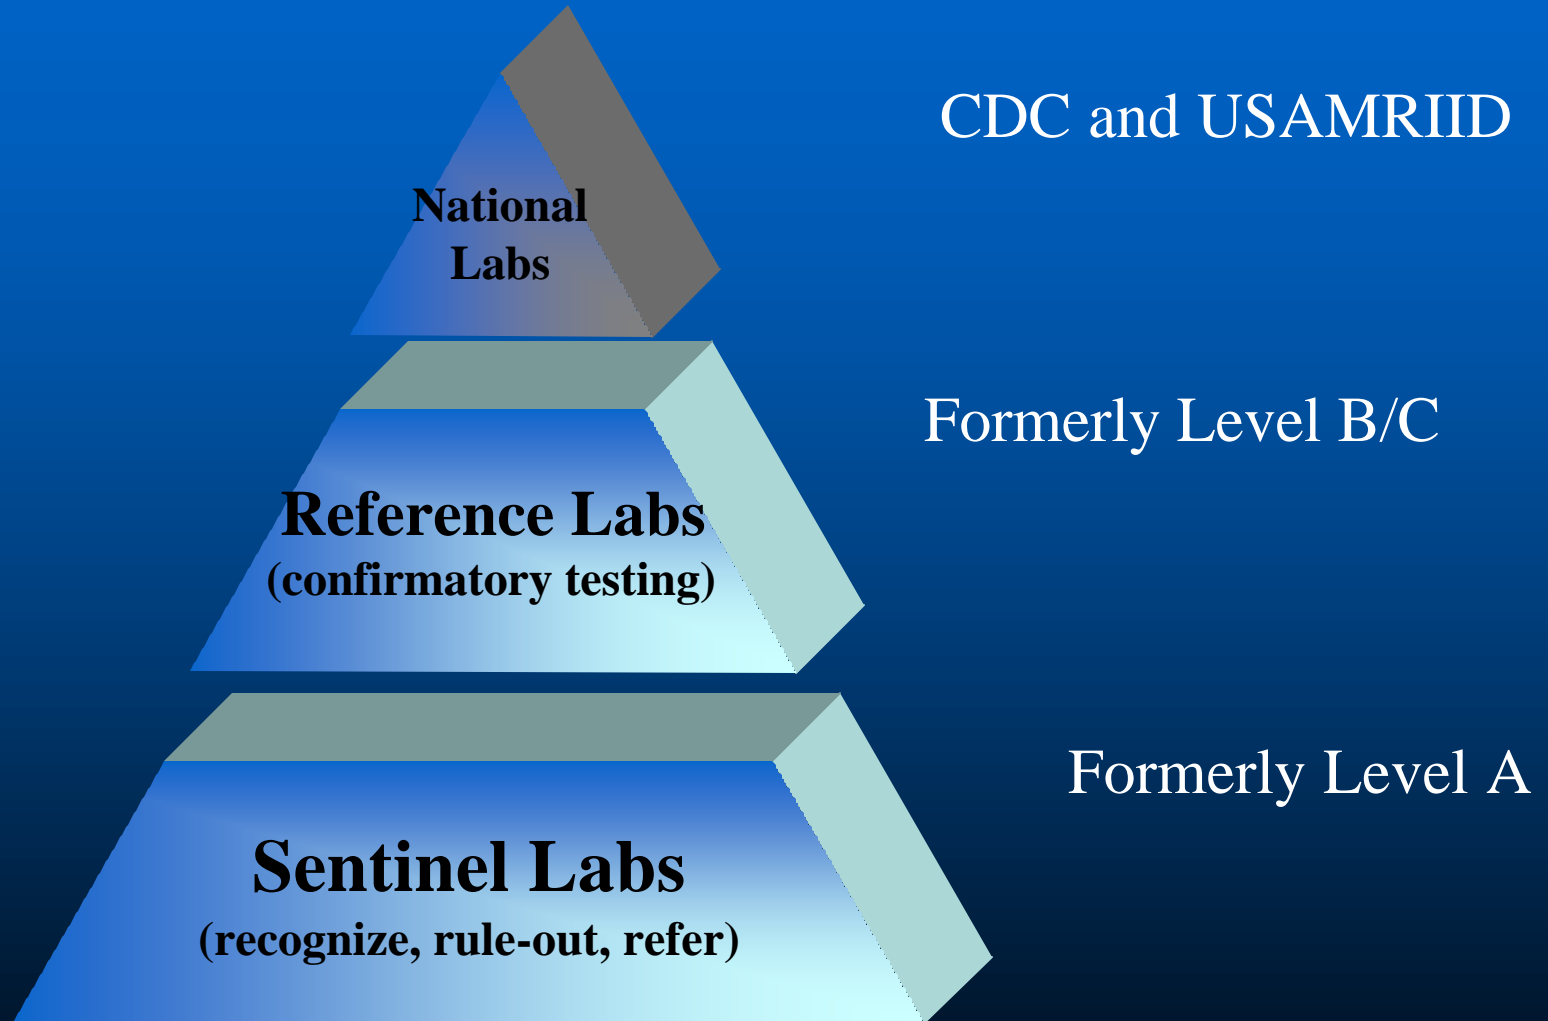 CDC and USAMRIID
National
Labs
Formerly Level B/C
Reference Labs
(confirmatory testing)
Formerly Level A
Sentinel Labs
(recognize, rule-out, refer)